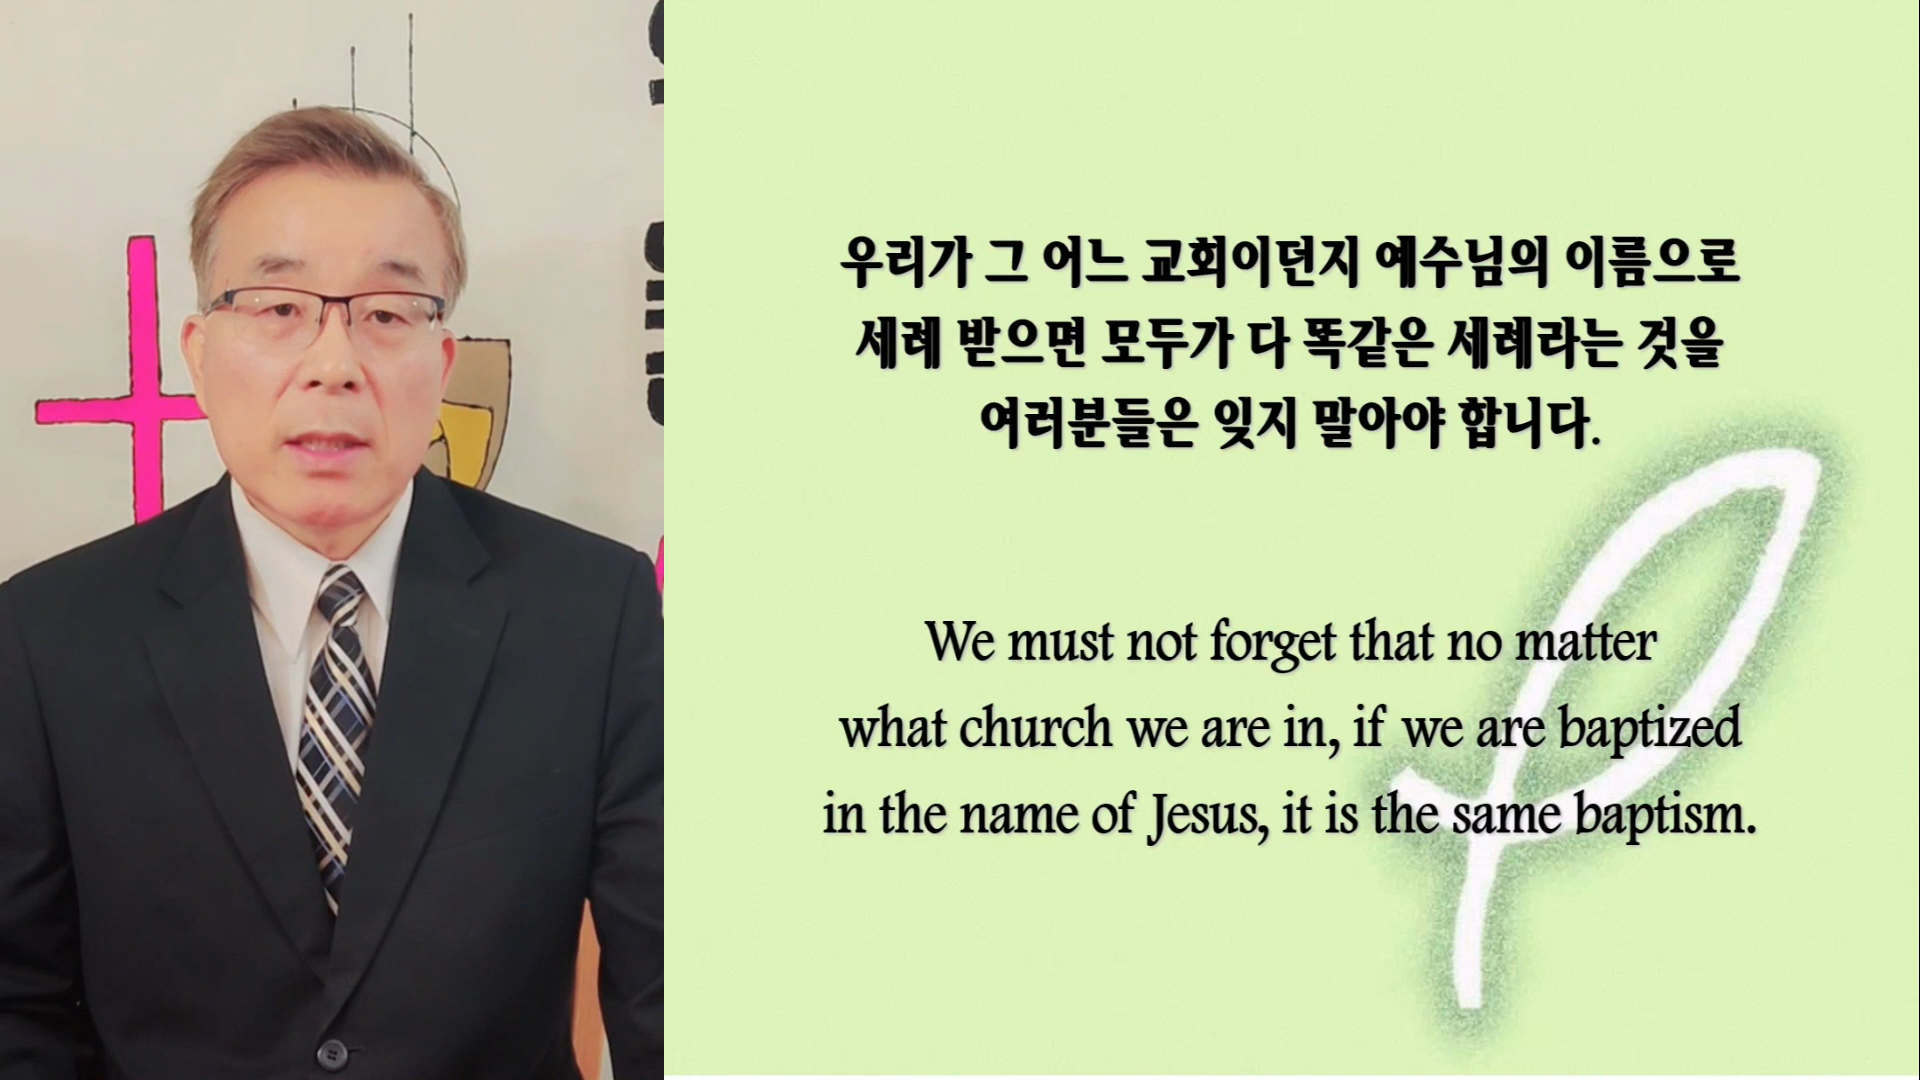 우리가 그 어느 교회이던지 예수님의 이름으로
세례 받으면 모두가 다 똑같은 세례라는 것을
여러분들은 잊지 말아야 합니다.
We must not forget that no matter
what church we are in, if we are baptized
in the name of Jesus, it is the same baptism.